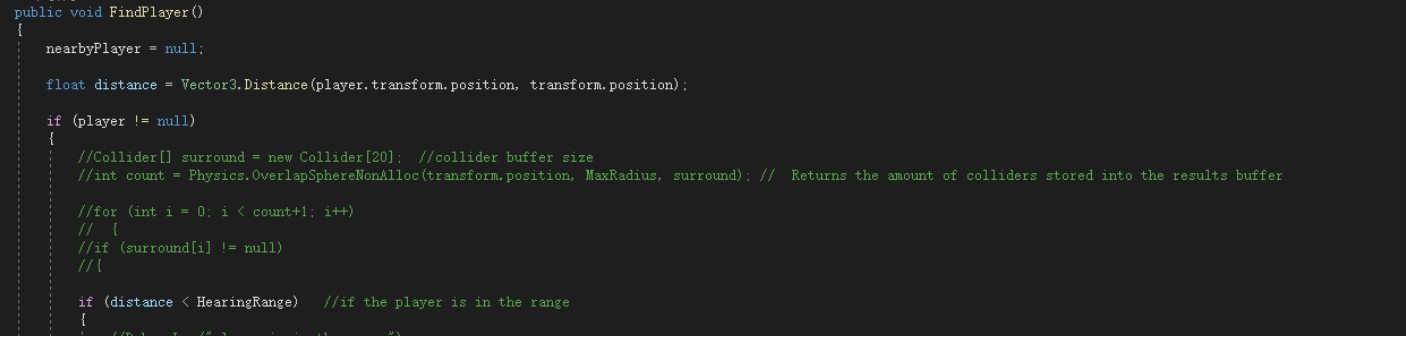 public void FindPlayer()
{
nearbyPlayer = null;
float distance = Vector3.Distance(player.transform.position, transform.position);
if (player != null)
{
//Collider[] surround = new Collider[20];  //collider buffer size
//int count = Physics.OverlapSphereNonAlloc(transform.position, MaxRadius, surround); //  Returns the amount of colliders stored into the results buffer
//for (int i = 0; i < count+1; i++)
//  {
//if (surround[i] != null)
//{
if (distance < HearingRange)   //if the player is in the range
{